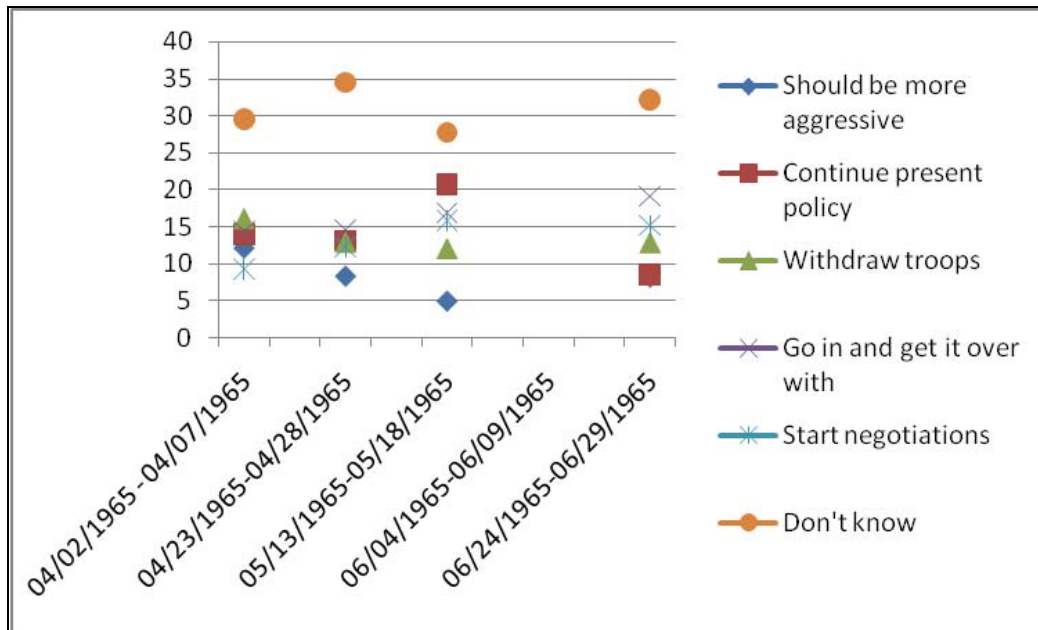 40
35
30
25
20
15
10
5
0
04/02/1965 - 04/07/1965
04/23/1965-04/28/1965
05/13/1965-05/18/1965
06/04/1965-06/09/1965
06/24/1965-06/29/1965
Should be more
aggressive
Continue present
policy
Withdraw troops
Go in and get it over
with
Start negotiations
Don't know